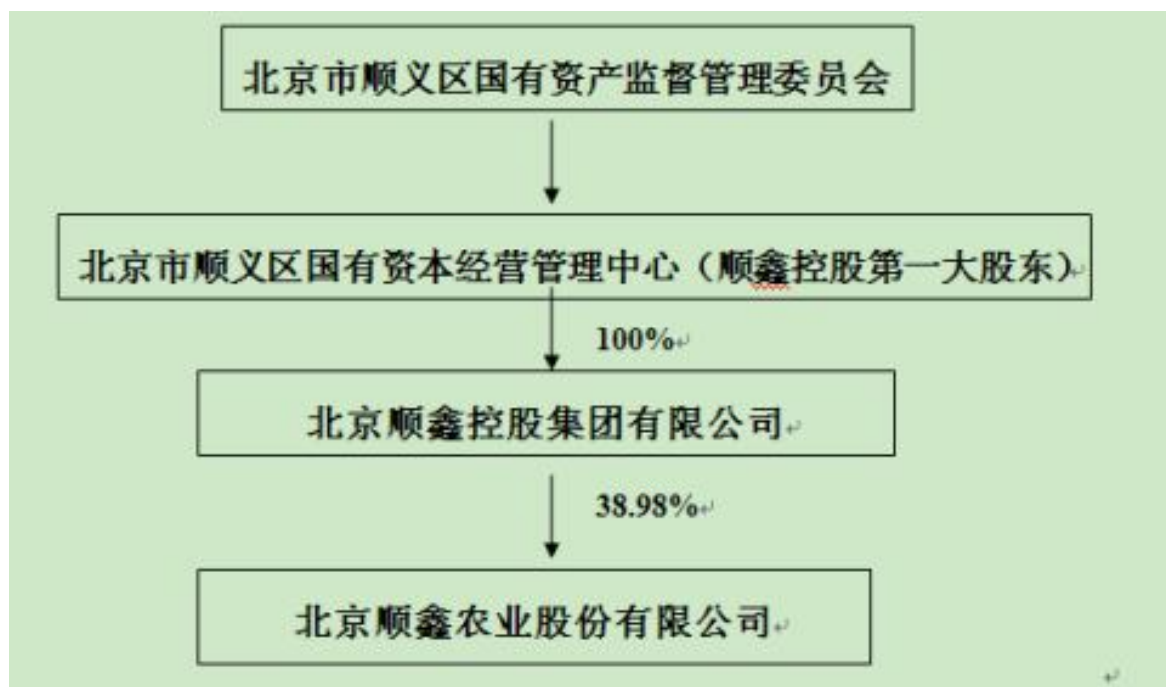 北京市顺义区国有资产监督管理委员会
北京市顺义区国有资本经营管理中心（顺鑫控股第一大股东）
100%
北京顺鑫控股集团有限公司
38.98%
北京顺鑫农业股份有限公司